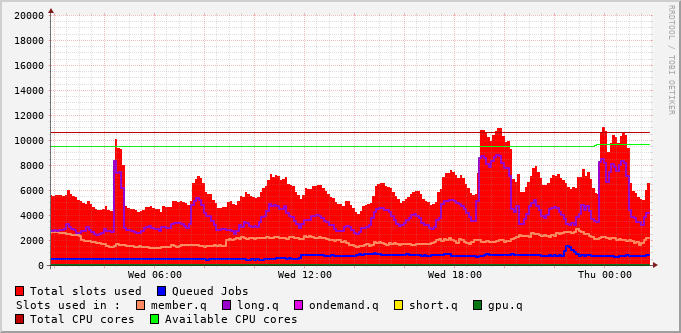 20000
18000
16000
14000
12000
10000
8000
6000
4000
2000
0
Wed 06:00 Wed 12:00 Wed 18:00 Thu 00:00
Total slots used Queued Jobs
Slots used in : member.q long.q ondemand.q short.q gpu.q
Total CPU cores Available CPU cores
RRDTOOL / TOBI OETIKER